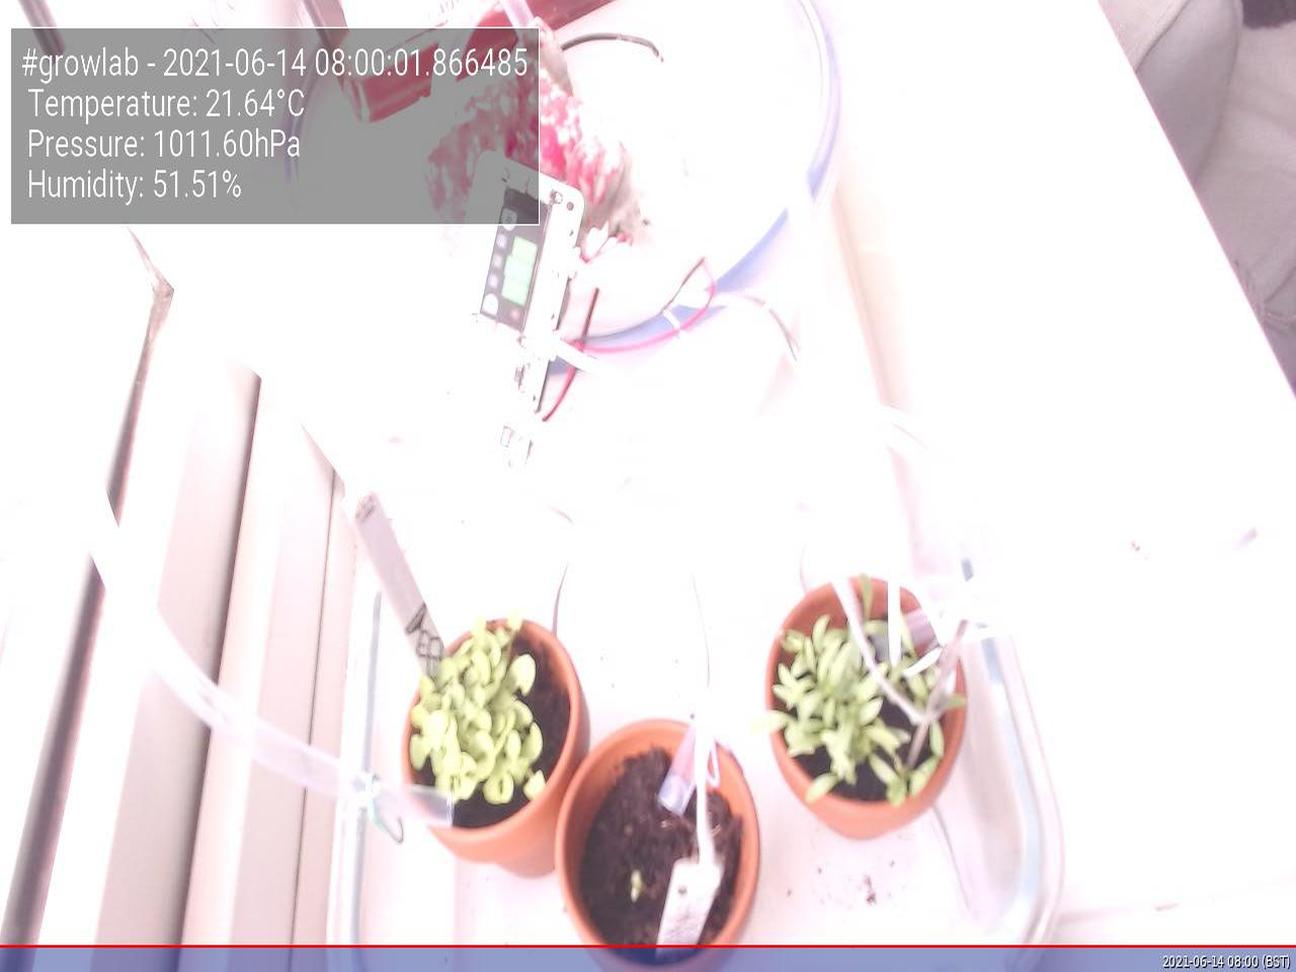 #growlab - 2021-06-14 08:00:01.866485
Temperature: 21.64°C
Pressure: 1011.60hPa
Humidity: 51.51%
2021-06-14 08:00 (BST)